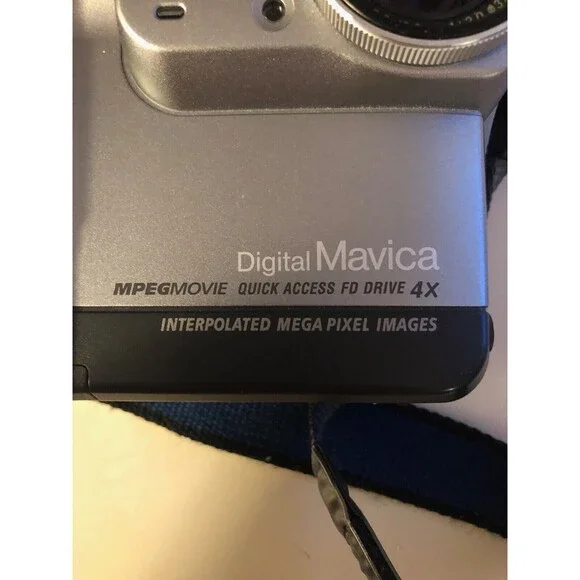 Digital Mavica
MPEGMOVIE QUICK ACCESS FD DRIVE 4X
INTERPOLATED MEGA PIXEL IMAGES